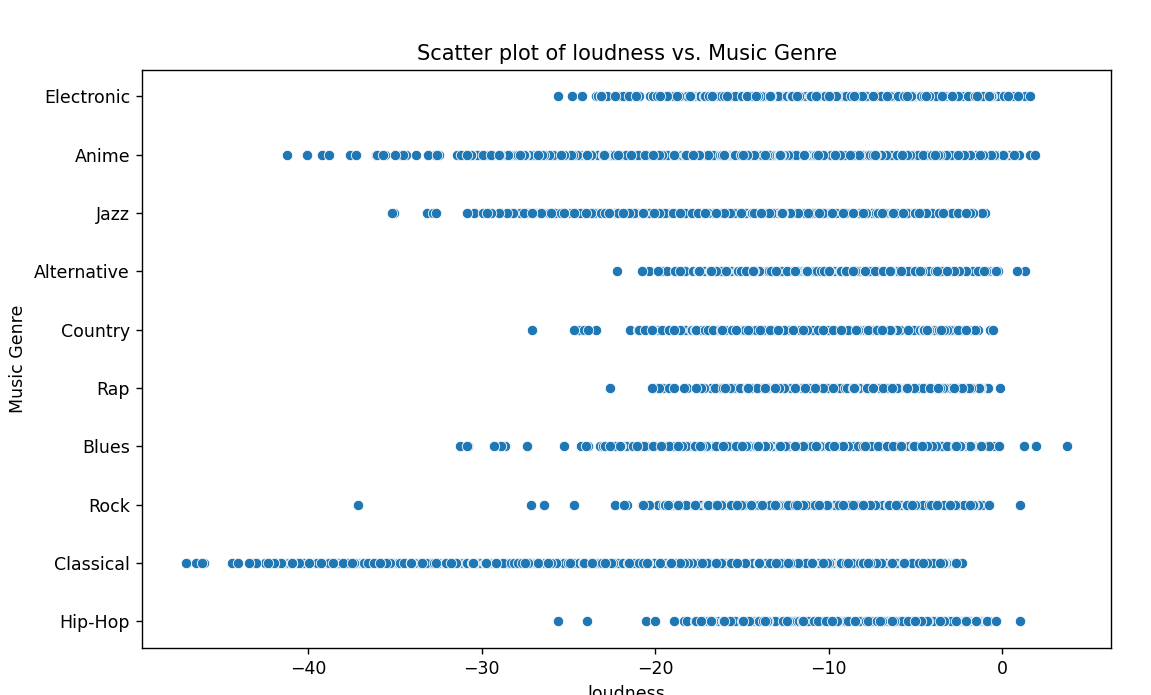 Scatter plot of loudness vs. Music Genre
Music Genre
Electronic
Anime
Jazz
Alternative
Country
Rap
Blues
Rock
Classical
Hip-Hop
−40 −30 −20 −10 0
loudness